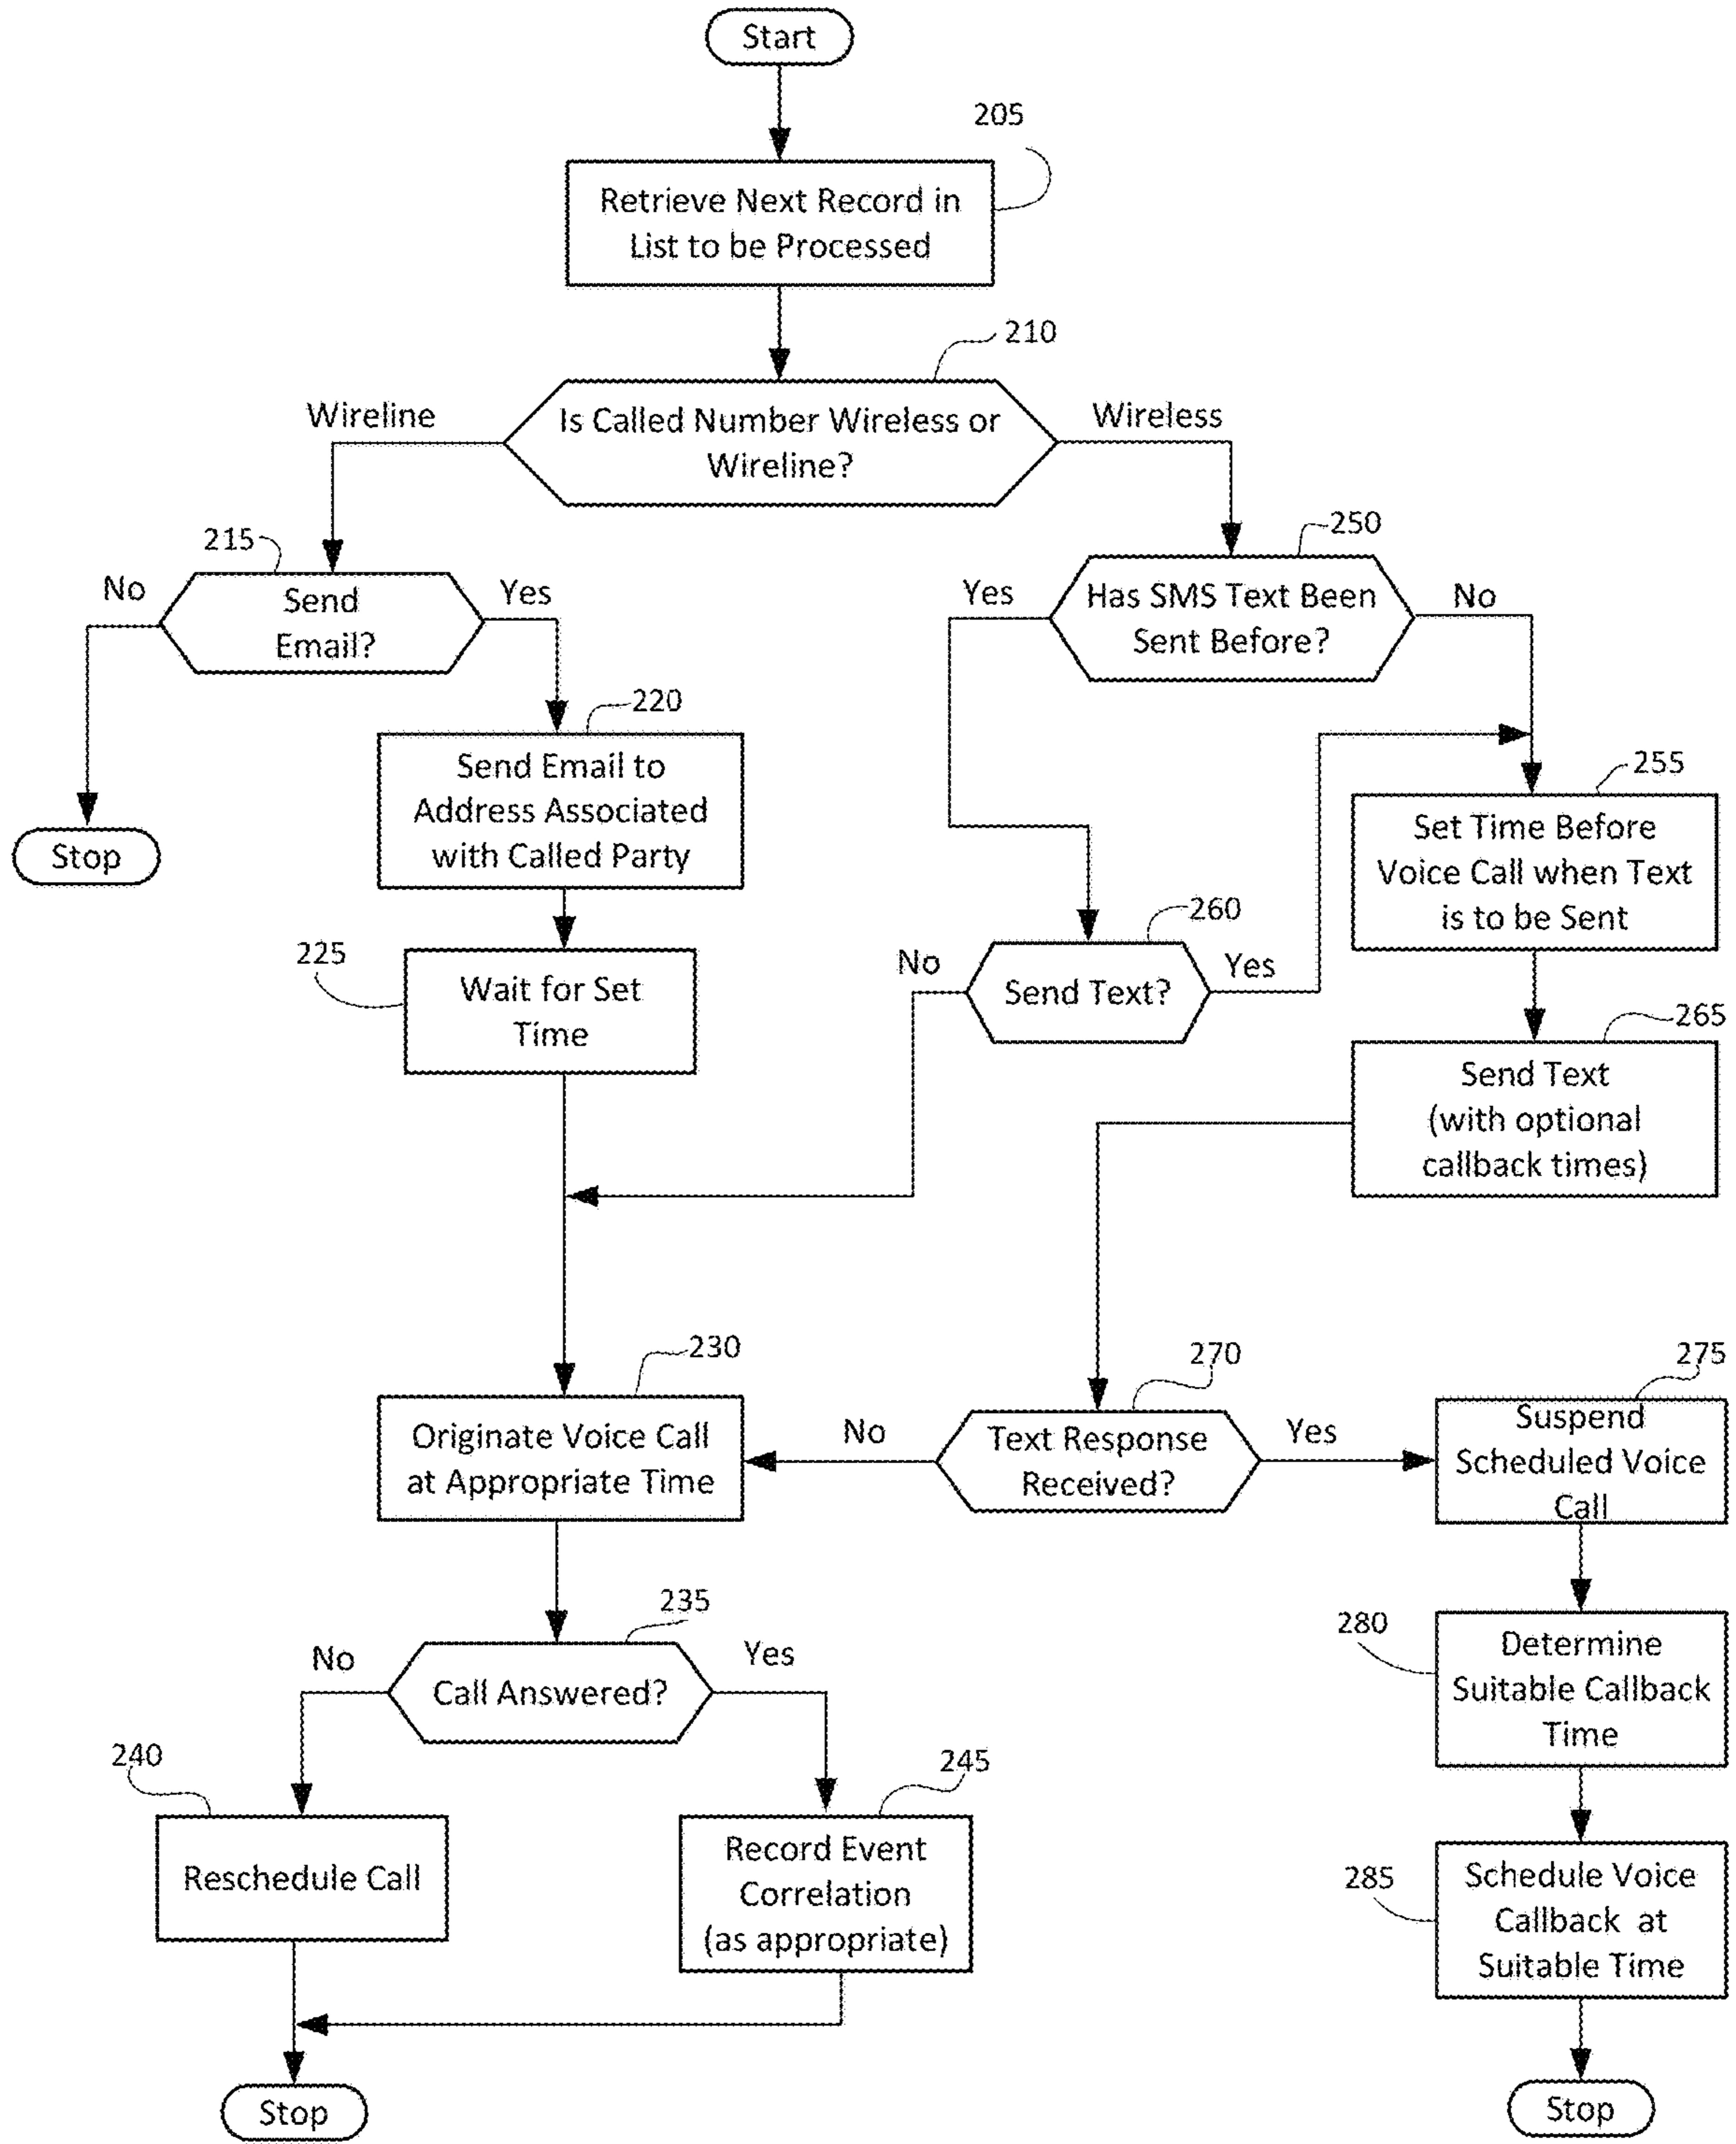 Start
205
Retrieve Next Record in
List to be Processed
210
Wireline
Is Called Number Wireless or
Wireline?
Wireless
215
No
Send
Email?
Yes
250
Yes
Has SMS Text Been
Sent Before?
No
220
Send Email to
Address Associated
with Called Party
Stop
255
Set Time Before
Voice Call when Text
is to be Sent
225
Wait for Set
Time
260
No
Send Text?
Yes
265
Send Text
(with optional
callback times)
230
Originate Voice Call
at Appropriate Time
270
No
Text Response
Received?
Yes
275
Suspend
Scheduled Voice
Call
235
No
Call Answered?
Yes
280
Determine
Suitable Callback
Time
240
Reschedule Call
245
Record Event
Correlation
(as appropriate)
285
Schedule Voice
Callback at
Suitable Time
Stop
Stop